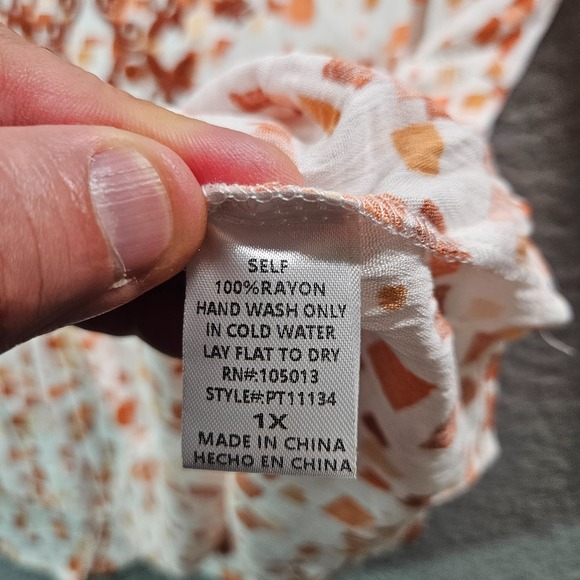 SELF
100%RAYON
HAND WASH ONLY
IN COLD WATER
LAY FLAT TO DRY
RN#:105013
STYLE#:PT11134
1X
MADE IN CHINA
HECHO EN CHINA